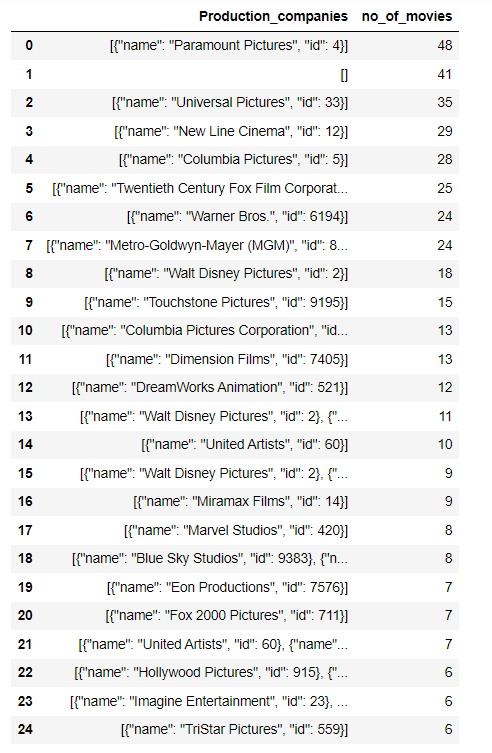 Production_companies no_of_movies
0 [{"name": "Paramount Pictures", "id": 4}] 48
1 [] 41
2 [{"name": "Universal Pictures", "id": 33}] 35
3 [{"name": "New Line Cinema", "id": 12}] 29
4 [{"name": "Columbia Pictures", "id": 5}] 28
5 [{"name": "Twentieth Century Fox Film Corporat... 25
6 [{"name": "Warner Bros.", "id": 6194}] 24
7 [{"name": "Metro-Goldwyn-Mayer (MGM)", "id": 8... 24
8 [{"name": "Walt Disney Pictures", "id": 2}] 18
9 [{"name": "Touchstone Pictures", "id": 9195}] 15
10 [{"name": "Columbia Pictures Corporation", "id... 13
11 [{"name": "Dimension Films", "id": 7405}] 13
12 [{"name": "DreamWorks Animation", "id": 521}] 12
13 [{"name": "Walt Disney Pictures", "id": 2}, {"... 11
14 [{"name": "United Artists", "id": 60}] 10
15 [{"name": "Walt Disney Pictures", "id": 2}, {"... 9
16 [{"name": "Miramax Films", "id": 14}] 9
17 [{"name": "Marvel Studios", "id": 420}] 8
18 [{"name": "Blue Sky Studios", "id": 9383}, {"n... 8
19 [{"name": "Eon Productions", "id": 7576}] 7
20 [{"name": "Fox 2000 Pictures", "id": 711}] 7
21 [{"name": "United Artists", "id": 60}, {"name"... 7
22 [{"name": "Hollywood Pictures", "id": 915}, {"... 6
23 [{"name": "Imagine Entertainment", "id": 23}, ... 6
24 [{"name": "TriStar Pictures", "id": 559}] 6